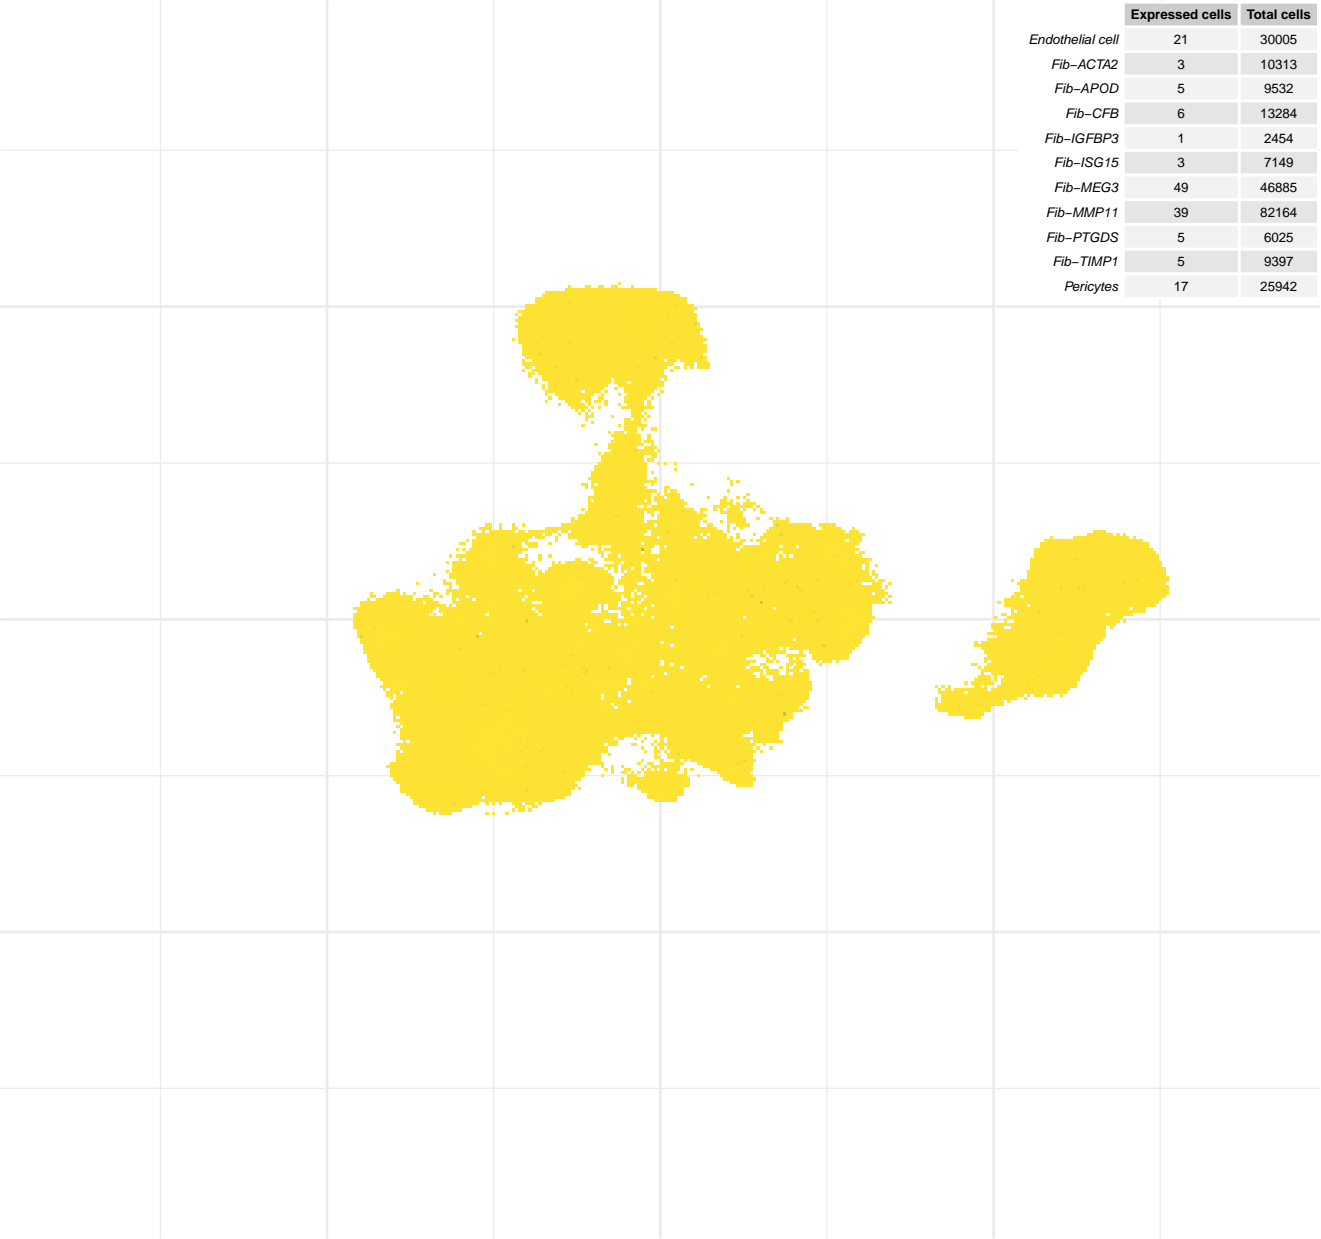 Expressed cells Total cells
Endothelial cell 21 30005
Fib−ACTA2 3 10313
Fib−APOD 5 9532
Fib−CFB 6 13284
Fib−IGFBP3 1 2454
Fib−ISG15 3 7149
Fib−MEG3 49 46885
Fib−MMP11 39 82164
Fib−PTGDS 5 6025
Fib−TIMP1 5 9397
Pericytes 17 25942